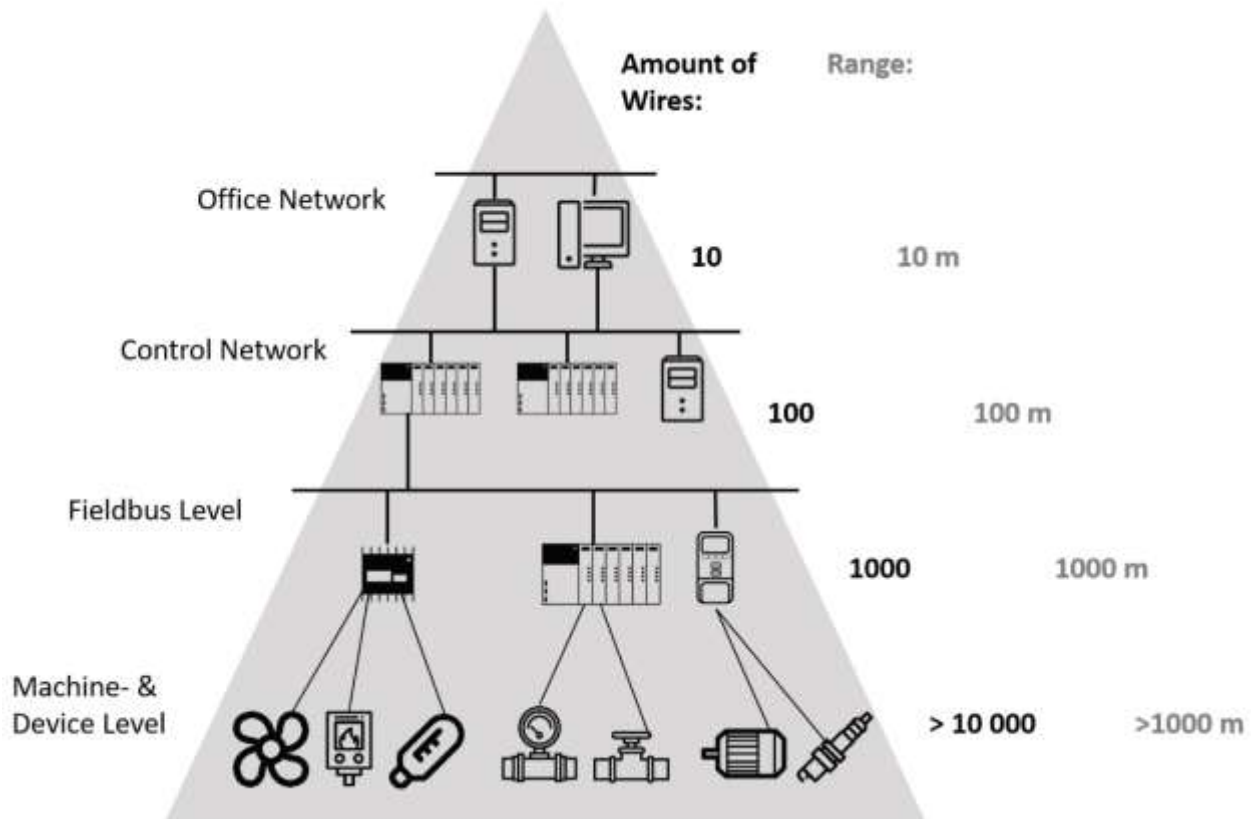 Amount of Wires:
Range:
Office Network
10
10 m
Control Network
100
100 m
Fieldbus Level
1000
1000 m
Machine- &
Device Level
> 10 000
>1000 m